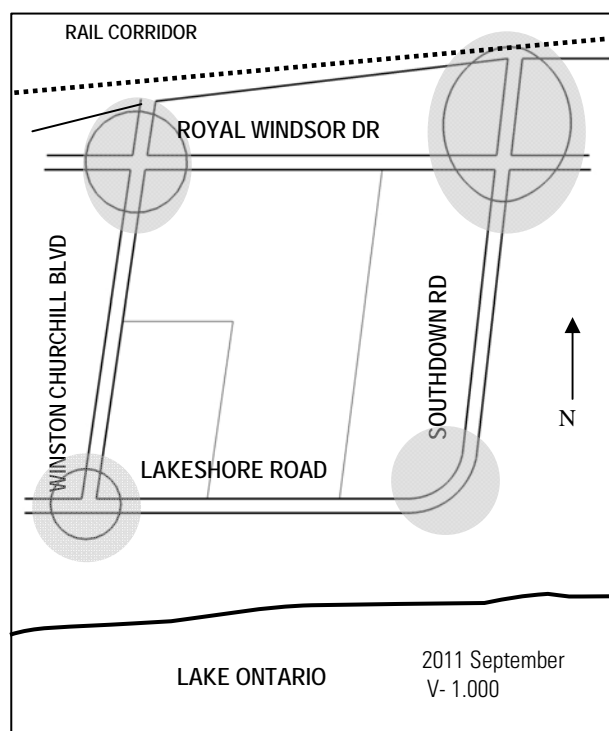 RAIL CORRIDOR
ROYAL WINDSOR DR
WINSTON CHURCHILL BLVD
SOUTHDOWN RD
N
LAKESHORE ROAD
LAKE ONTARIO
2011 September
V- 1.000